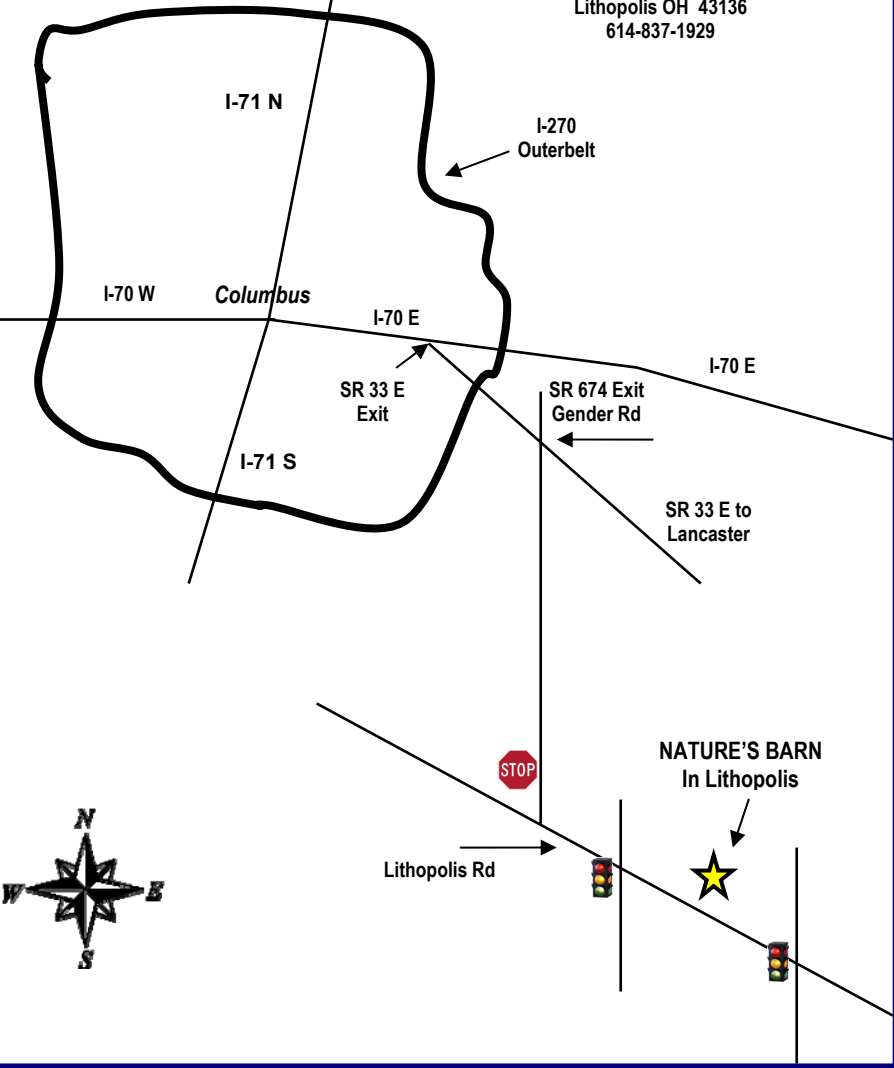 Lithopolis OH 43136
614-837-1929
I-71 N
I-270
Outerbelt
I-70 W
Columbus
I-70 E
I-70 E
SR 33 E
Exit
SR 674 Exit
Gender Rd
I-71 S
SR 33 E to
Lancaster
STOP
NATURE'S BARN
In Lithopolis
Lithopolis Rd
N
W
E
S